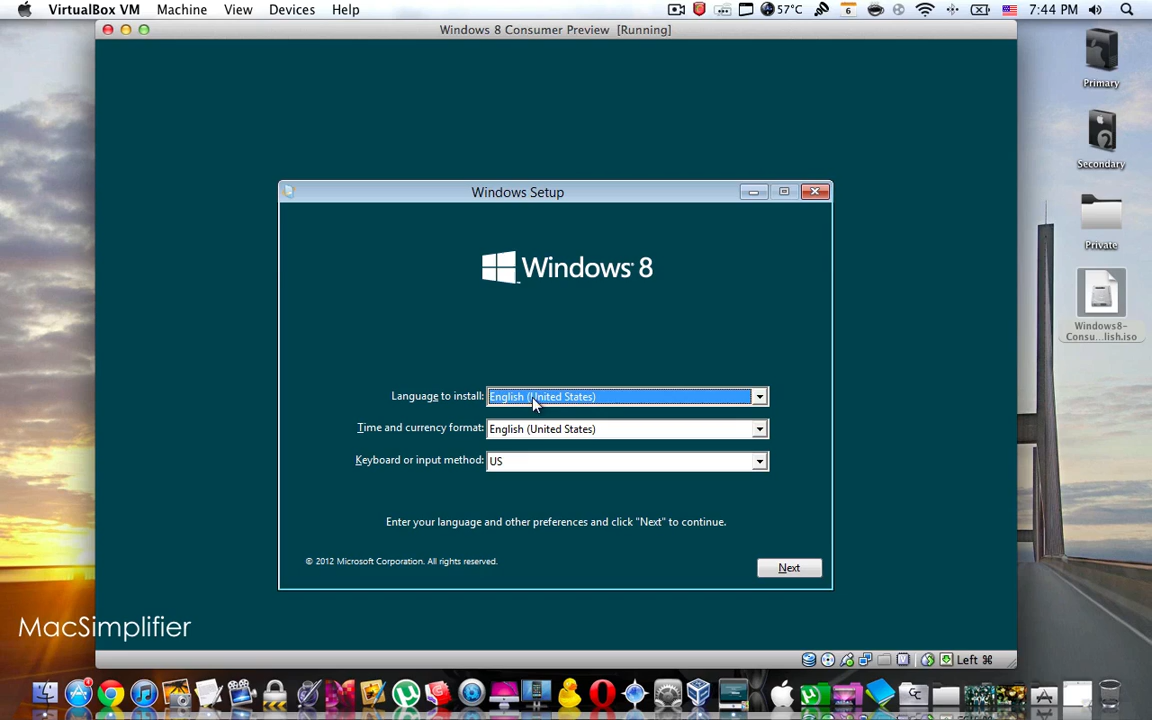 VirtualBox VM Machine View Devices Help 57°C 6 7:44 PM
Windows 8 Consumer Preview [Running]
Primary
2
Secondary
Private
Windows8-
Consu....lish.iso
Windows Setup
Windows 8
Language to install: English (United States)
Time and currency format: English (United States)
Keyboard or input method: US
Enter your language and other preferences and click "Next" to continue.
© 2012 Microsoft Corporation. All rights reserved.
Next
MacSimplifier
Left ⌘